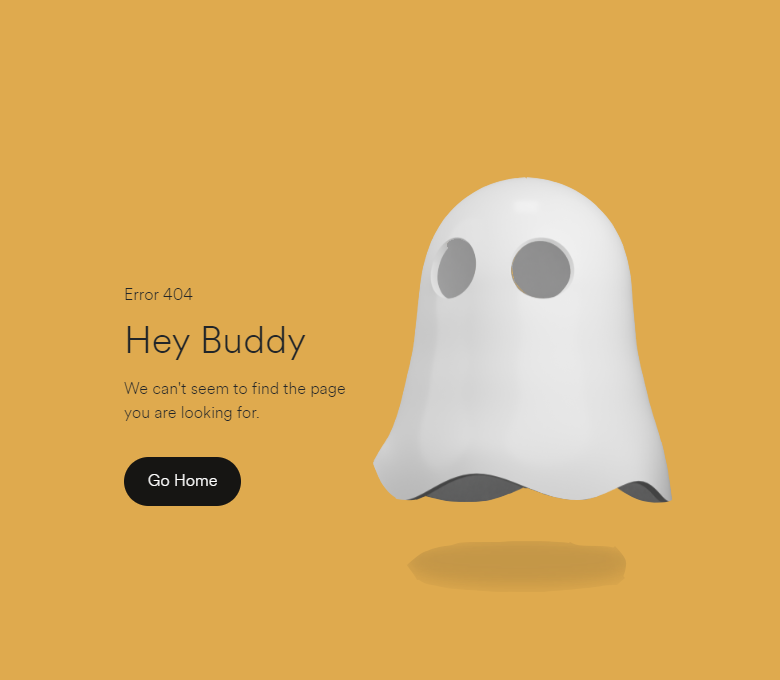 Error 404
Hey Buddy
We can't seem to find the page
you are looking for.
Go Home